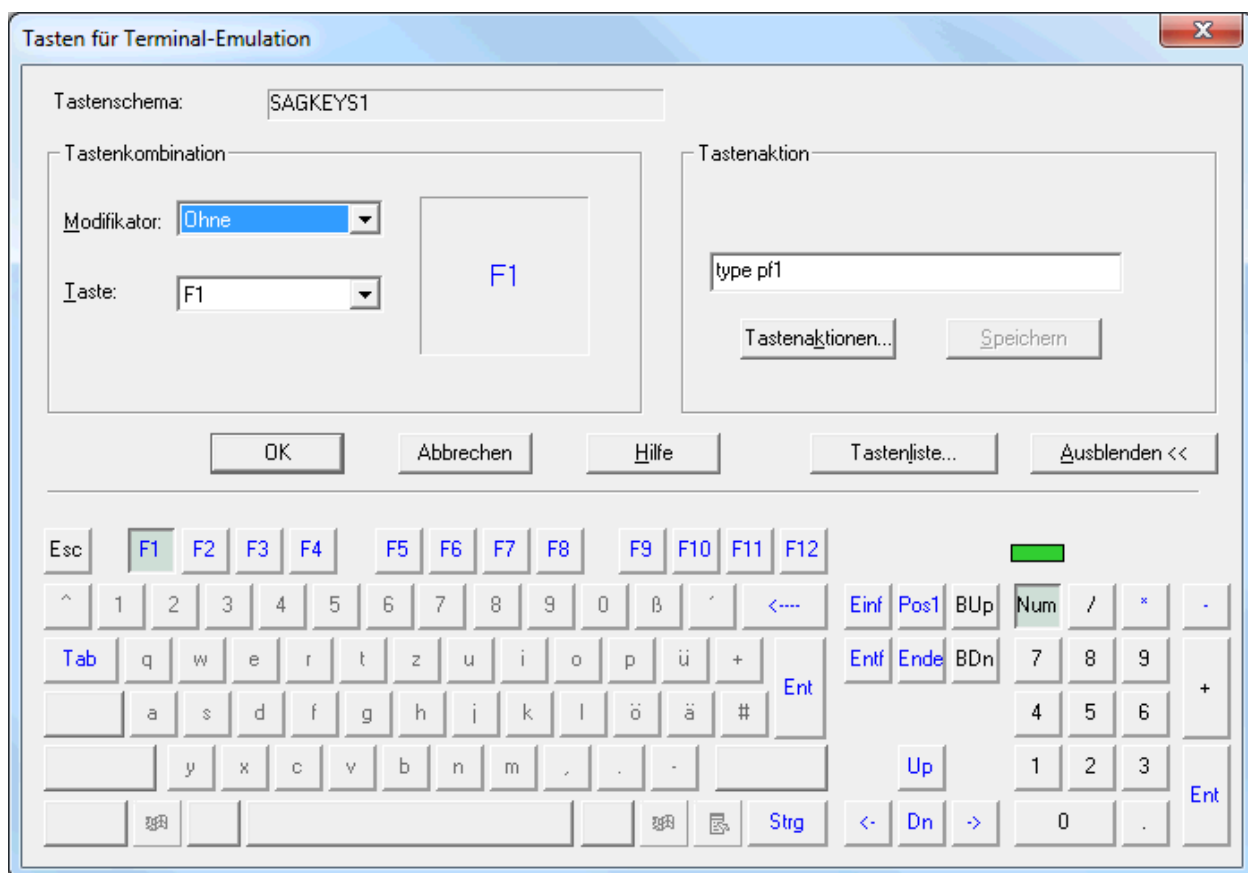 Tasten für Terminal-Emulation
Tastenschema: SAGKEYS1
Tastenkombination
Modifikator: Ohne
Taste: F1
F1
Tastenaktion
type pf1
Tastenaktionen... Speichern
OK Abbrechen Hilfe Tastenliste... Ausblenden <<
Esc F1 F2 F3 F4 F5 F6 F7 F8 F9 F10 F11 F12
^ 1 2 3 4 5 6 7 8 9 0 ß ´ <---- Einf Pos1 BUp Num / * -
Tab q w e r t z u i o p ü + Ent Entf Ende BDn 7 8 9 +
a s d f g h j k l ö ä # 4 5 6
y x c v b n m , . - Up 1 2 3 Ent
Strg <- Dn -> 0 .